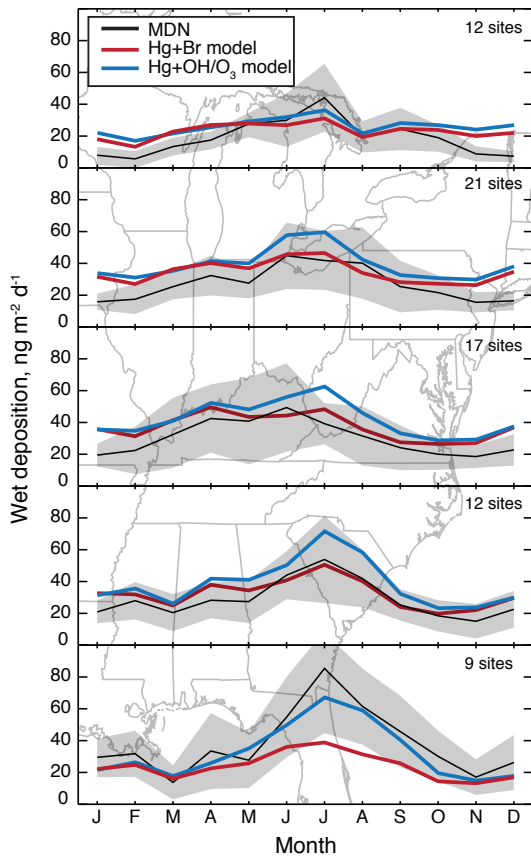 MDN
Hg+Br model
Hg+OH/O₃ model
12 sites
80
60
40
20
0
21 sites
80
60
40
20
0
17 sites
80
60
40
20
0
12 sites
80
60
40
20
0
9 sites
80
60
40
20
0
Wet deposition, ng m⁻² d⁻¹
J F M A M J J A S O N D
Month